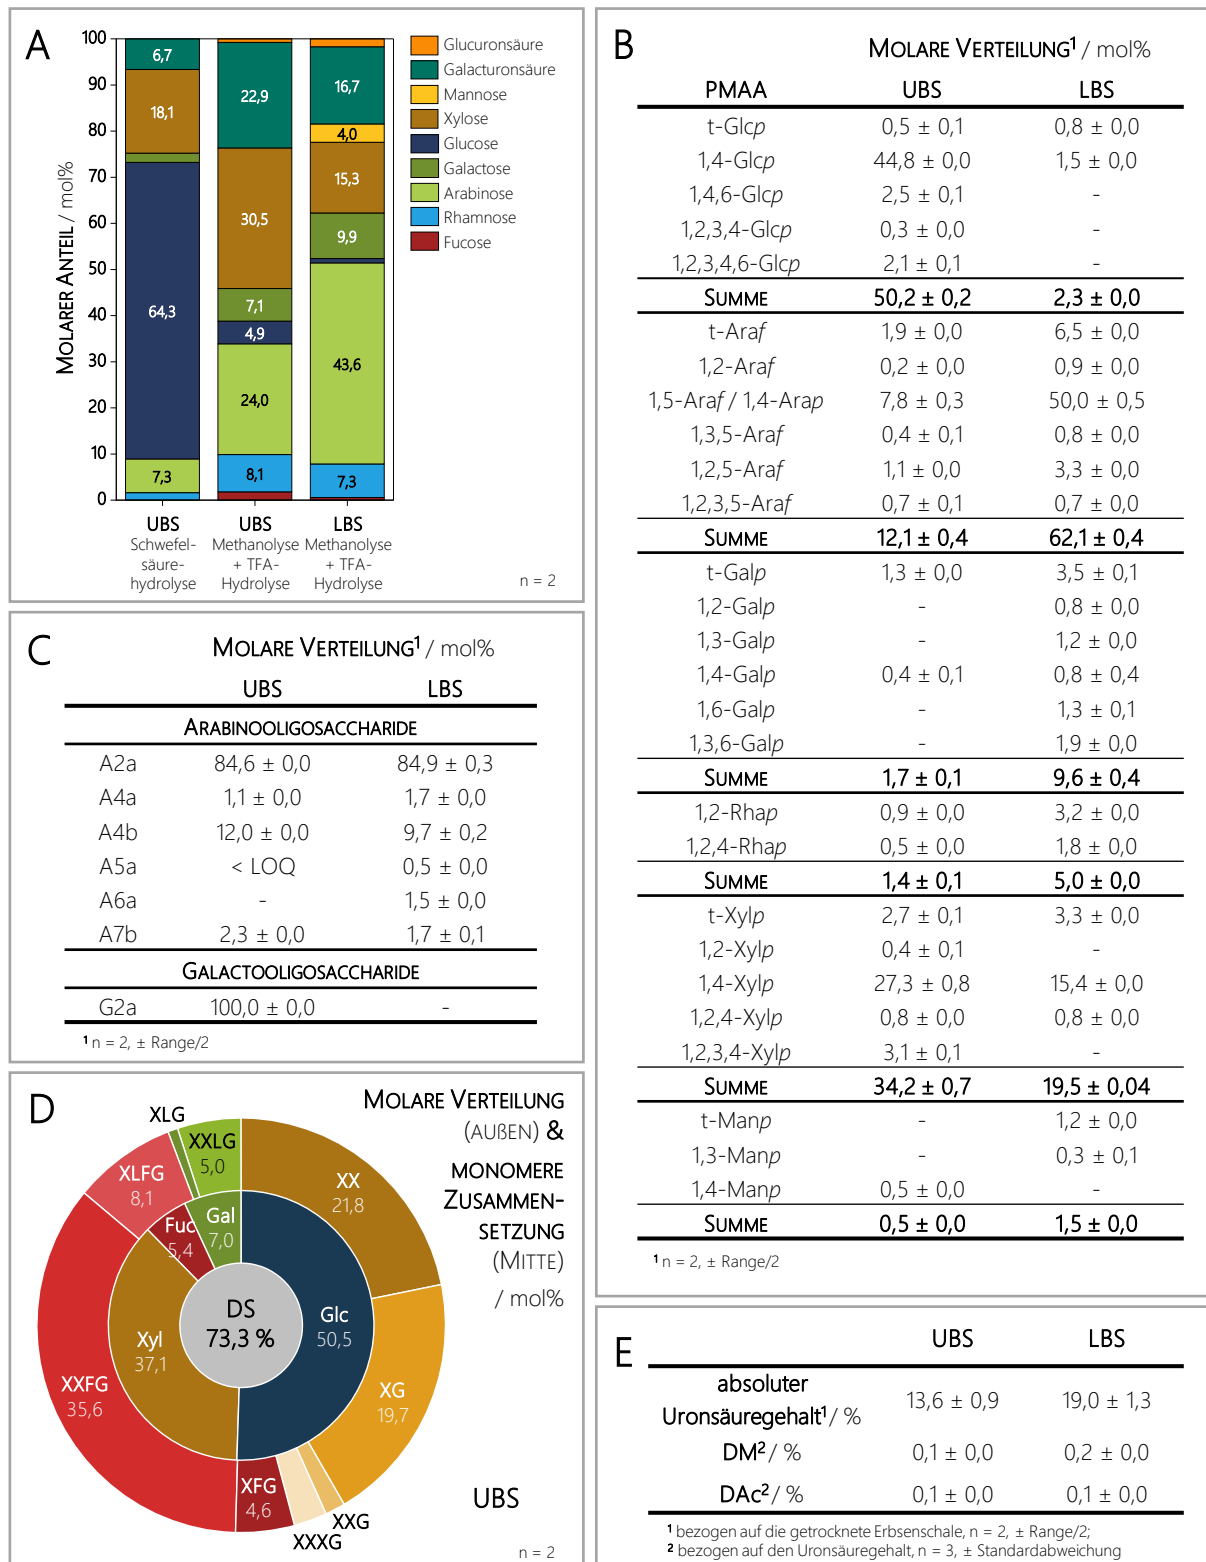 A
MOLARER ANTEIL / mol%
100
90
80
70
60
50
40
30
20
10
0
6,7
18,1
64,3
7,3
22,9
30,5
7,1
4,9
24,0
8,1
16,7
4,0
15,3
9,9
43,6
7,3
Glucuronsäure
Galacturonsäure
Mannose
Xylose
Glucose
Galactose
Arabinose
Rhamnose
Fucose
UBS
Schwefel-
säure-
hydrolyse
UBS
Methanolyse
+ TFA-
Hydrolyse
LBS
Methanolyse
+ TFA-
Hydrolyse
n = 2
B
MOLARE VERTEILUNG¹ / mol%
PMAA UBS LBS
t-Glcp 0,5 ± 0,1 0,8 ± 0,0
1,4-Glcp 44,8 ± 0,0 1,5 ± 0,0
1,4,6-Glcp 2,5 ± 0,1 -
1,2,3,4-Glcp 0,3 ± 0,0 -
1,2,3,4,6-Glcp 2,1 ± 0,1 -
SUMME 50,2 ± 0,2 2,3 ± 0,0
t-Araf 1,9 ± 0,0 6,5 ± 0,0
1,2-Araf 0,2 ± 0,0 0,9 ± 0,0
1,5-Araf / 1,4-Arap 7,8 ± 0,3 50,0 ± 0,5
1,3,5-Araf 0,4 ± 0,1 0,8 ± 0,0
1,2,5-Araf 1,1 ± 0,0 3,3 ± 0,0
1,2,3,5-Araf 0,7 ± 0,1 0,7 ± 0,0
SUMME 12,1 ± 0,4 62,1 ± 0,4
t-Galp 1,3 ± 0,0 3,5 ± 0,1
1,2-Galp - 0,8 ± 0,0
1,3-Galp - 1,2 ± 0,0
1,4-Galp 0,4 ± 0,1 0,8 ± 0,4
1,6-Galp - 1,3 ± 0,1
1,3,6-Galp - 1,9 ± 0,0
SUMME 1,7 ± 0,1 9,6 ± 0,4
1,2-Rhap 0,9 ± 0,0 3,2 ± 0,0
1,2,4-Rhap 0,5 ± 0,0 1,8 ± 0,0
SUMME 1,4 ± 0,1 5,0 ± 0,0
t-Xylp 2,7 ± 0,1 3,3 ± 0,0
1,2-Xylp 0,4 ± 0,1 -
1,4-Xylp 27,3 ± 0,8 15,4 ± 0,0
1,2,4-Xylp 0,8 ± 0,0 0,8 ± 0,0
1,2,3,4-Xylp 3,1 ± 0,1 -
SUMME 34,2 ± 0,7 19,5 ± 0,04
t-Manp - 1,2 ± 0,0
1,3-Manp - 0,3 ± 0,1
1,4-Manp 0,5 ± 0,0 -
SUMME 0,5 ± 0,0 1,5 ± 0,0
¹ n = 2, ± Range/2
C
MOLARE VERTEILUNG¹ / mol%
UBS LBS
ARABINOOLIGOSACCHARIDE
A2a 84,6 ± 0,0 84,9 ± 0,3
A4a 1,1 ± 0,0 1,7 ± 0,0
A4b 12,0 ± 0,0 9,7 ± 0,2
A5a < LOQ 0,5 ± 0,0
A6a - 1,5 ± 0,0
A7b 2,3 ± 0,0 1,7 ± 0,1
GALACTOOLIGOSACCHARIDE
G2a 100,0 ± 0,0 -
¹ n = 2, ± Range/2
D
MOLARE VERTEILUNG
(AUßEN) &
MONOMERE
ZUSAMMEN-
SETZUNG
(MITTE)
/ mol%
XLG
XXLG
5,0
XLFG
8,1
XX
21,8
Fuc
5,4
Gal
7,0
DS
73,3 %
Glc
50,5
Xyl
37,1
XXFG
35,6
XG
19,7
XFG
4,6
XXXG
XXG
UBS
n = 2
E
UBS LBS
absoluter
Uronsäuregehalt¹ / % 13,6 ± 0,9 19,0 ± 1,3
DM² / % 0,1 ± 0,0 0,2 ± 0,0
DAc² / % 0,1 ± 0,0 0,1 ± 0,0
¹ bezogen auf die getrocknete Erbsenschale, n = 2, ± Range/2;
² bezogen auf den Uronsäuregehalt, n = 3, ± Standardabweichung